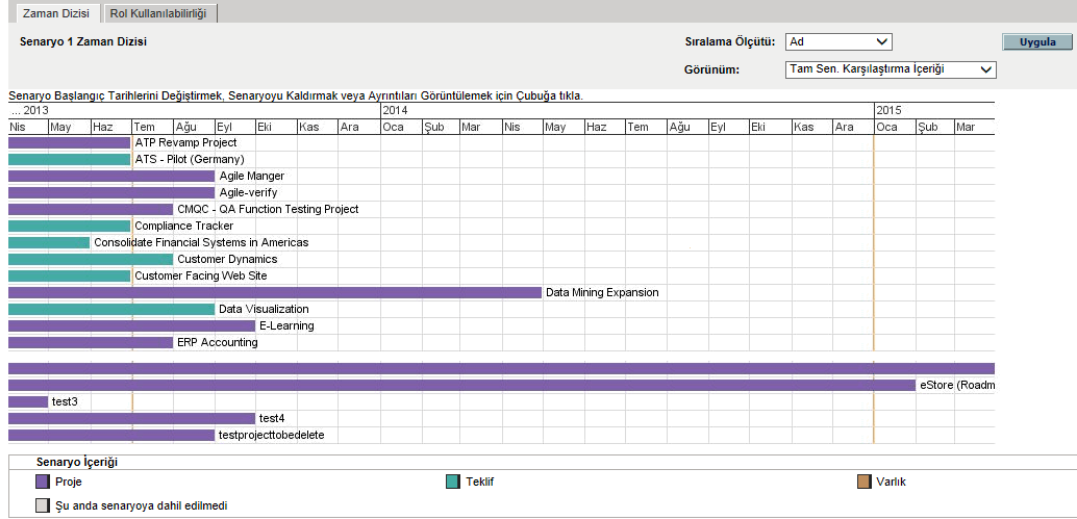 Zaman Dizisi Rol Kullanılabilirliği
Senaryo 1 Zaman Dizisi Sıralama Ölçütü: Ad Uygula
Görünüm: Tam Sen. Karşılaştırma İçeriği
Senaryo Başlangıç Tarihlerini Değiştirmek, Senaryoyu Kaldırmak veya Ayrıntıları Görüntülemek için Çubuğa tıkla.
... 2013 2014 2015
Nis May Haz Tem Ağu Eyl Eki Kas Ara Oca Şub Mar Nis May Haz Tem Ağu Eyl Eki Kas Ara Oca Şub Mar
ATP Revamp Project
ATS - Pilot (Germany)
Agile Manger
Agile-verify
CMQC - QA Function Testing Project
Compliance Tracker
Consolidate Financial Systems in Americas
Customer Dynamics
Customer Facing Web Site
Data Mining Expansion
Data Visualization
E-Learning
ERP Accounting
eStore (Roadm
test3
test4
testprojecttobedelete
Senaryo İçeriği
Proje Teklif Varlık
Şu anda senaryoya dahil edilmedi